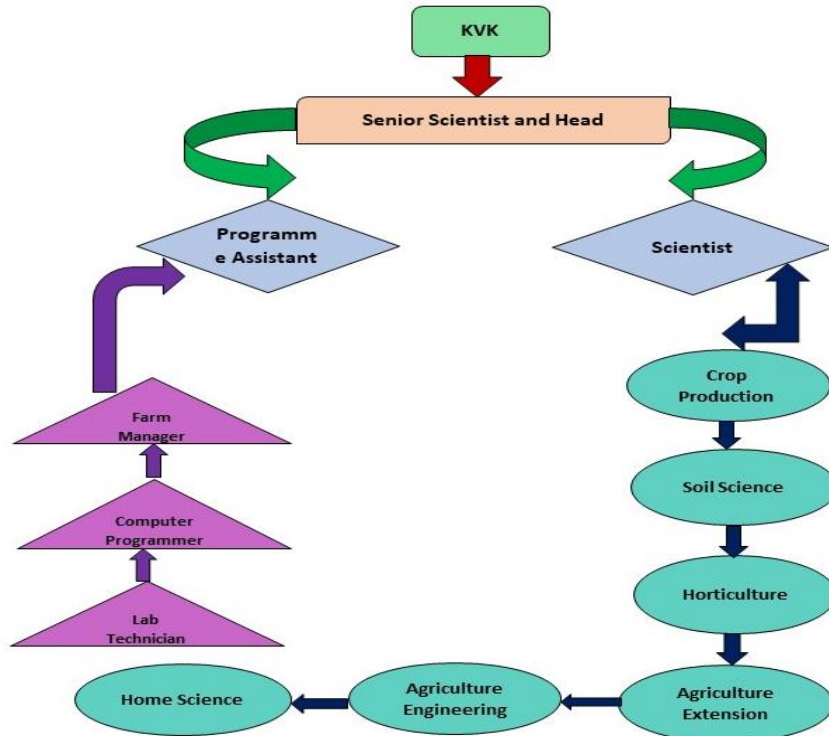 KVK
Senior Scientist and Head
Programm
e Assistant
Scientist
Crop
Production
Farm
Manager
Soil Science
Computer
Programmer
Horticulture
Lab
Technician
Home Science
Agriculture
Engineering
Agriculture
Extension